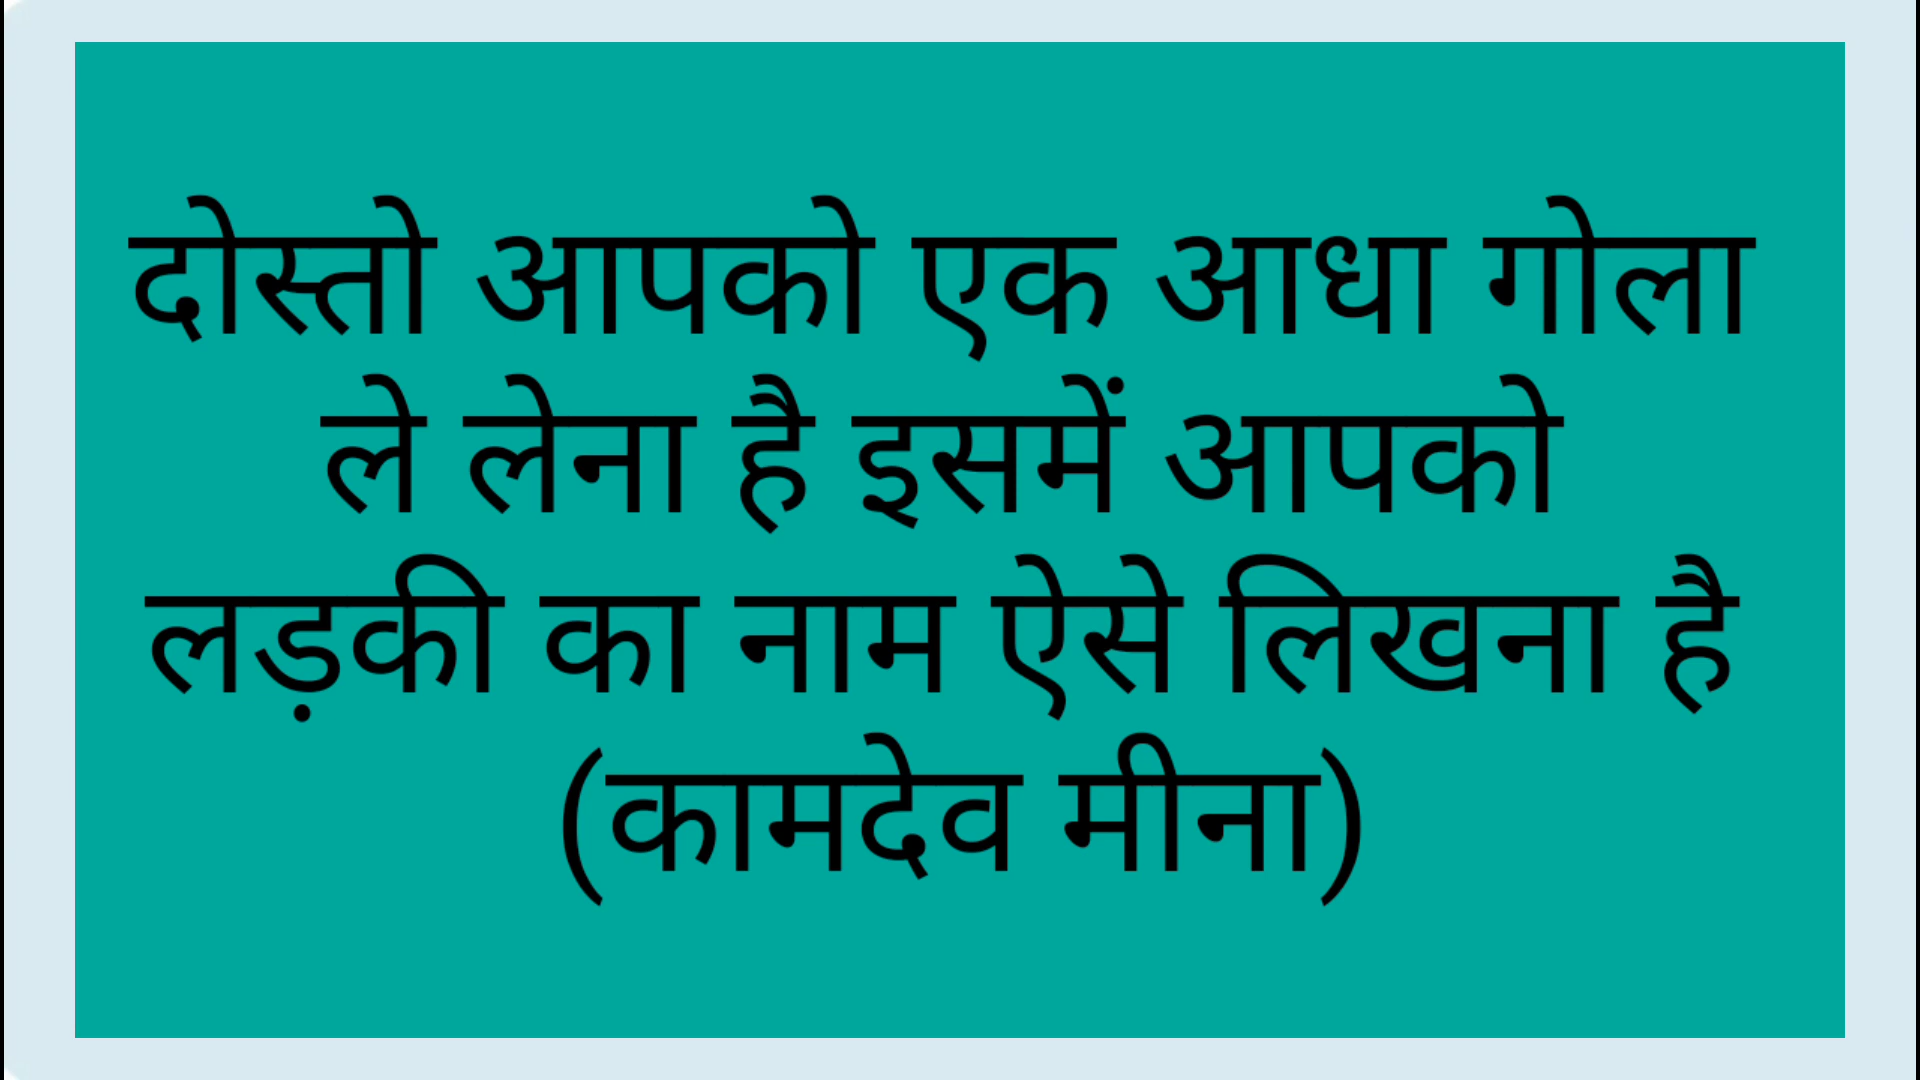 दोस्तो आपको एक आधा गोला
ले लेना है इसमें आपको
लड़की का नाम ऐसे लिखना है
(कामदेव मीना)